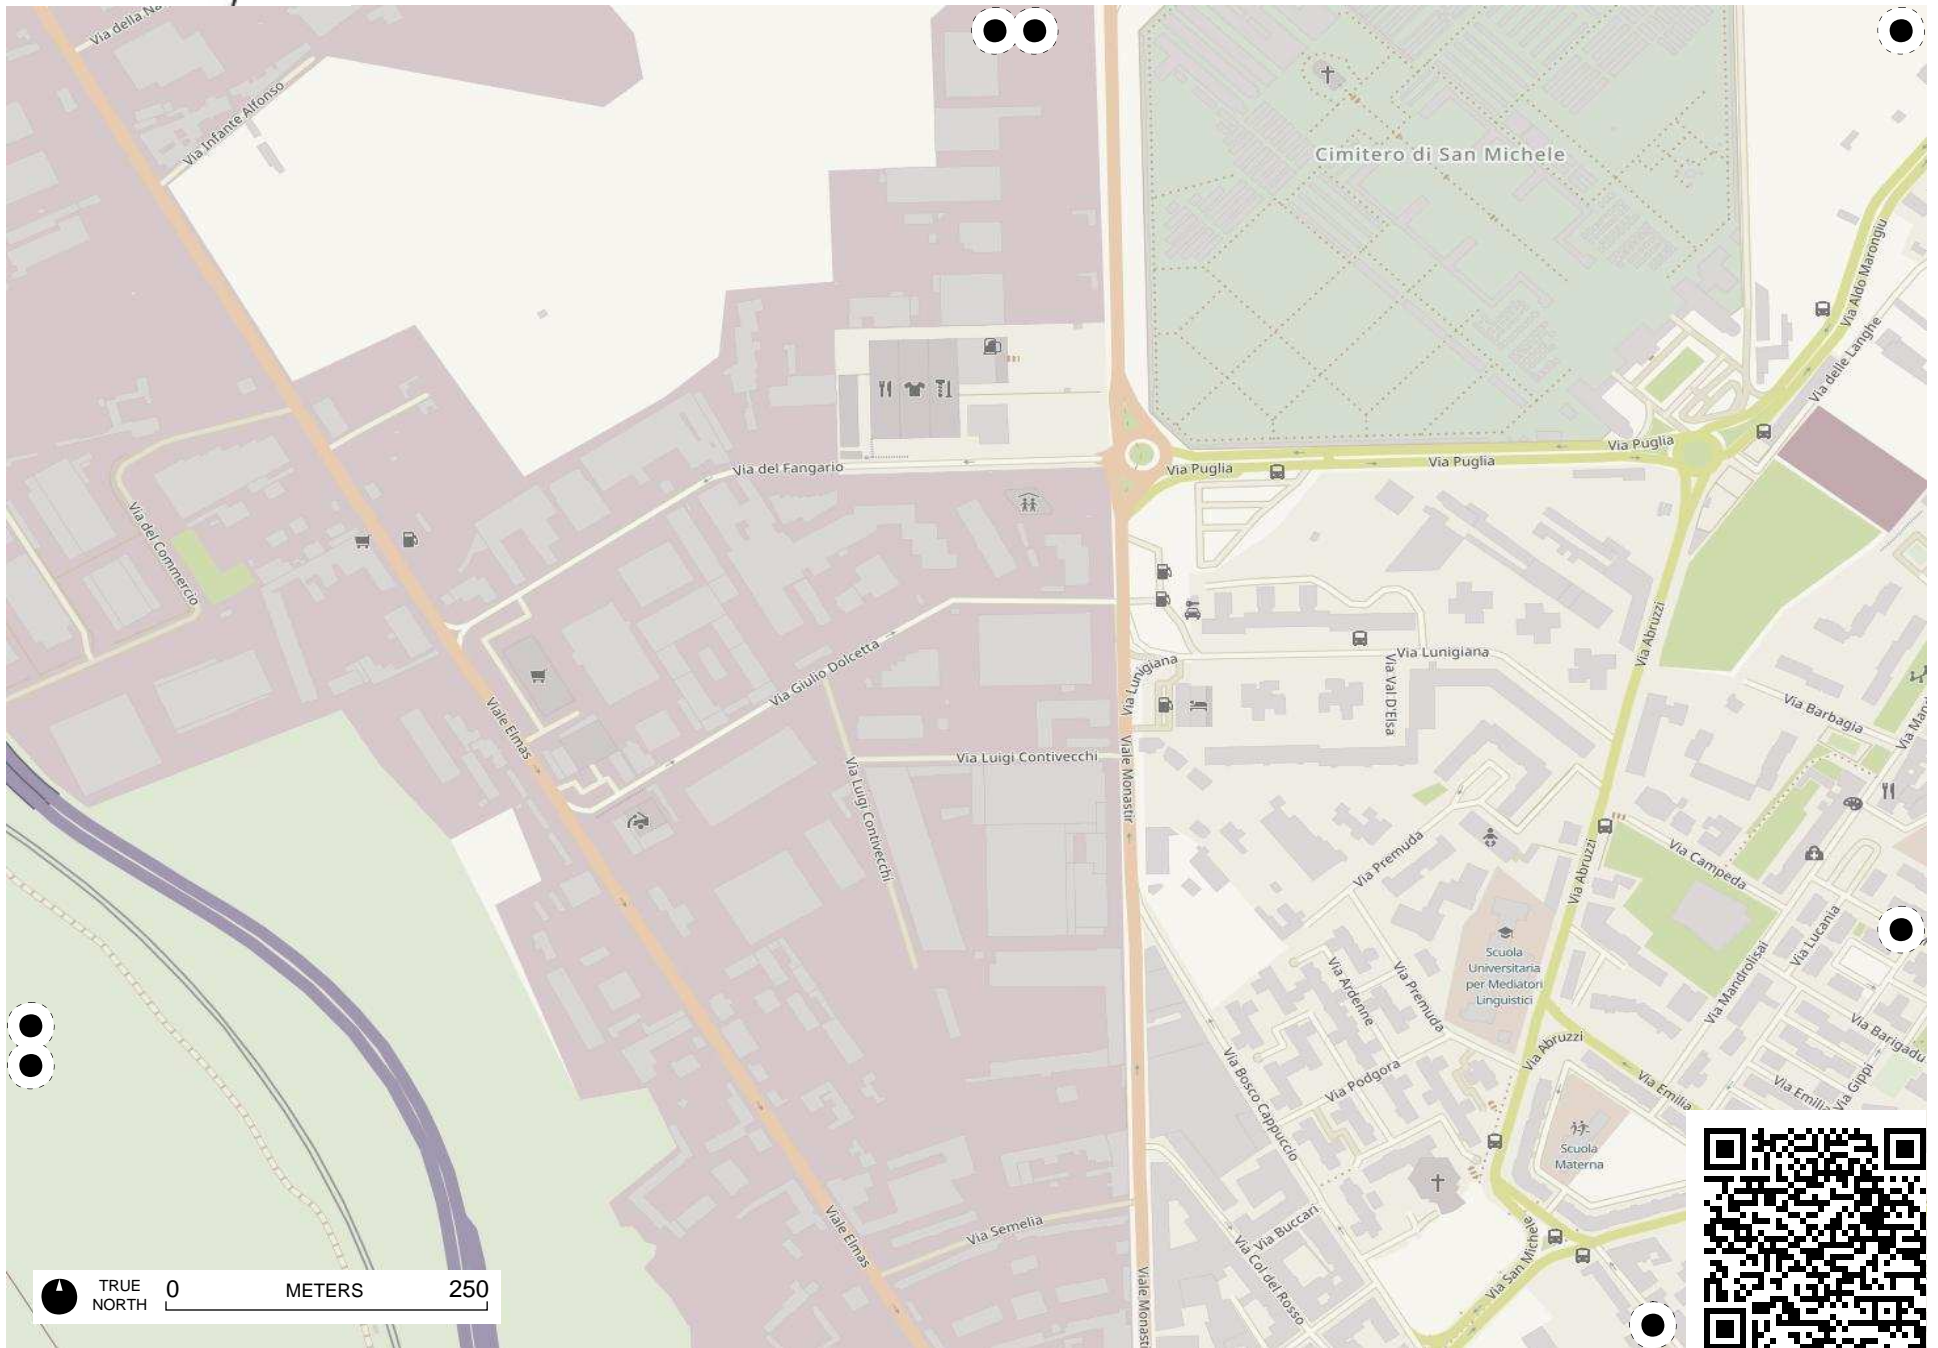 Via della Na
Via Infante Alfonso
Cimitero di San Michele
Via Aldo Marongiu
Via delle Langhe
Via Puglia
Via Puglia
Via Puglia
Via del Fangario
Via del Commercio
Via Abruzzi
Via Giulio Dolcetta
Via Lunigiana
Via Lunigiana
Via Val D'Elsa
Via Barbagia
Via Man
Viale Elmas
Via Luigi Contivecchi
Viale Monastir
Via Luigi Contivecchi
Via Premuda
Via Abruzzi
Via Campeda
Scuola
Universitaria
per Mediatori
Linguistici
Via Ardenne
Via Premuda
Via Mandrolisai
Via Lucania
Via Barigadu
Via Abruzzi
Via Bosco Cappuccio
Via Podgora
Via Emilia
Via Emilia
Via Gippi
Scuola
Materna
Viale Elmas
Via Semelia
Via Buccari
Via Col del Rosso
Via San Michele
Viale Monasti
TRUE
NORTH
0 METERS 250